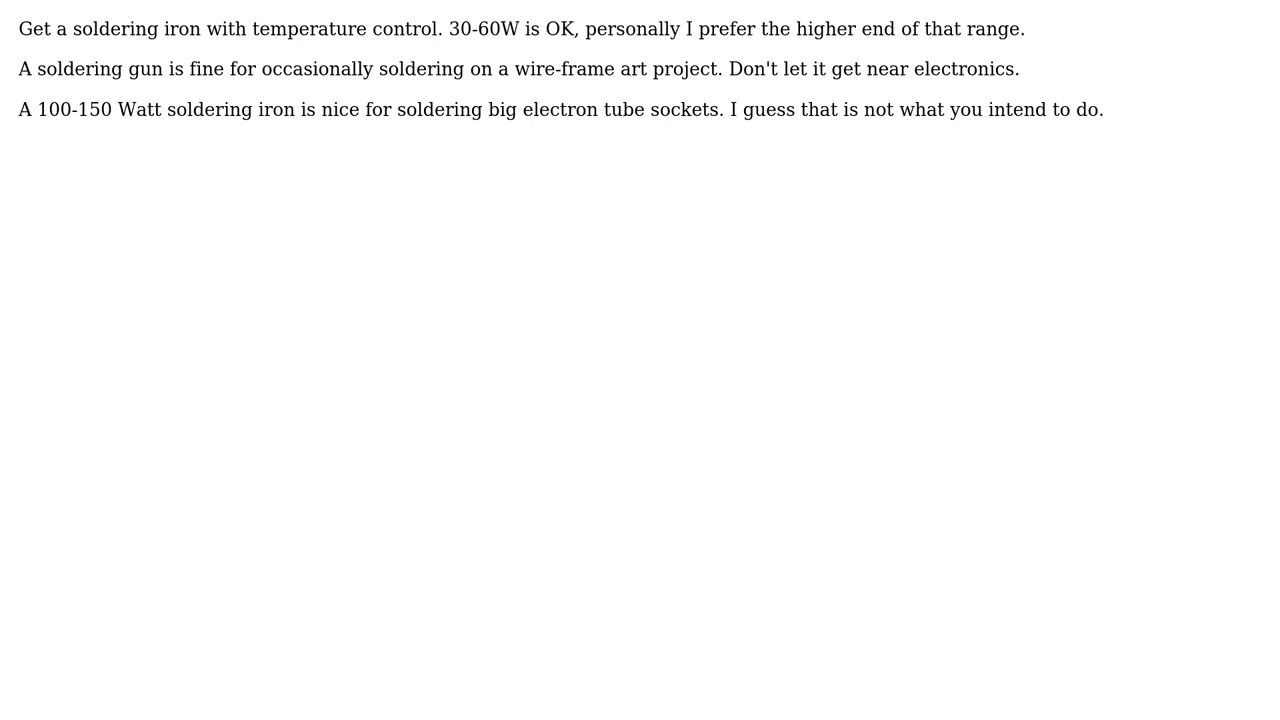 Get a soldering iron with temperature control. 30-60W is OK, personally I prefer the higher end of that range.
A soldering gun is fine for occasionally soldering on a wire-frame art project. Don't let it get near electronics.
A 100-150 Watt soldering iron is nice for soldering big electron tube sockets. I guess that is not what you intend to do.